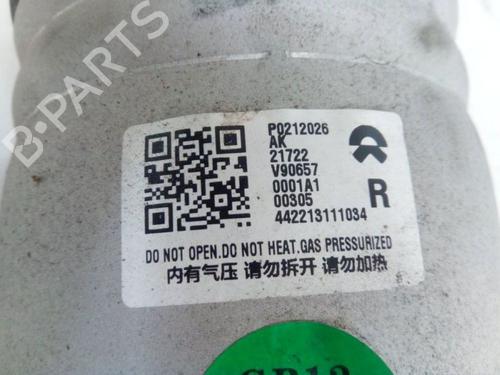 P0212026
AK
21722
V90657
0001A1
00305
R
442213111034
DO NOT OPEN.DO NOT HEAT.GAS PRESSURIZED
内有气压 请勿拆开 请勿加热
B-PARTS